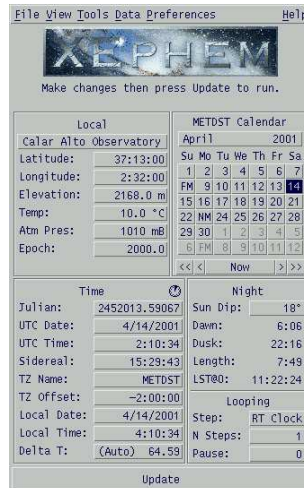 File View Tools Data Preferences Help
XEPHEM
Make changes then press Update to run.
Local
Calar Alto Observatory
Latitude: 37:13:00
Longitude: 2:32:00
Elevation: 2168.0 m
Temp: 10.0 °C
Atm Pres: 1010 mB
Epoch: 2000.0
METDST Calendar
April 2001
Su Mo Tu We Th Fr Sa
1 2 3 4 5 6 7
FM 9 10 11 12 13 14
15 16 17 18 19 20 21
22 NM 24 25 26 27 28
29 30 1 2 3 4 5
6 FM 8 9 10 11 12
<< < Now > >>
Time
Julian: 2452013.59067
UTC Date: 4/14/2001
UTC Time: 2:10:34
Sidereal: 15:29:43
TZ Name: METDST
TZ Offset: -2:00:00
Local Date: 4/14/2001
Local Time: 4:10:34
Delta T: (Auto) 64.59
Night
Sun Dip: 18°
Dawn: 6:06
Dusk: 22:16
Length: 7:49
LST@0: 11:22:24
Looping
Step: RT Clock
N Steps: 1
Pause: 0
Update